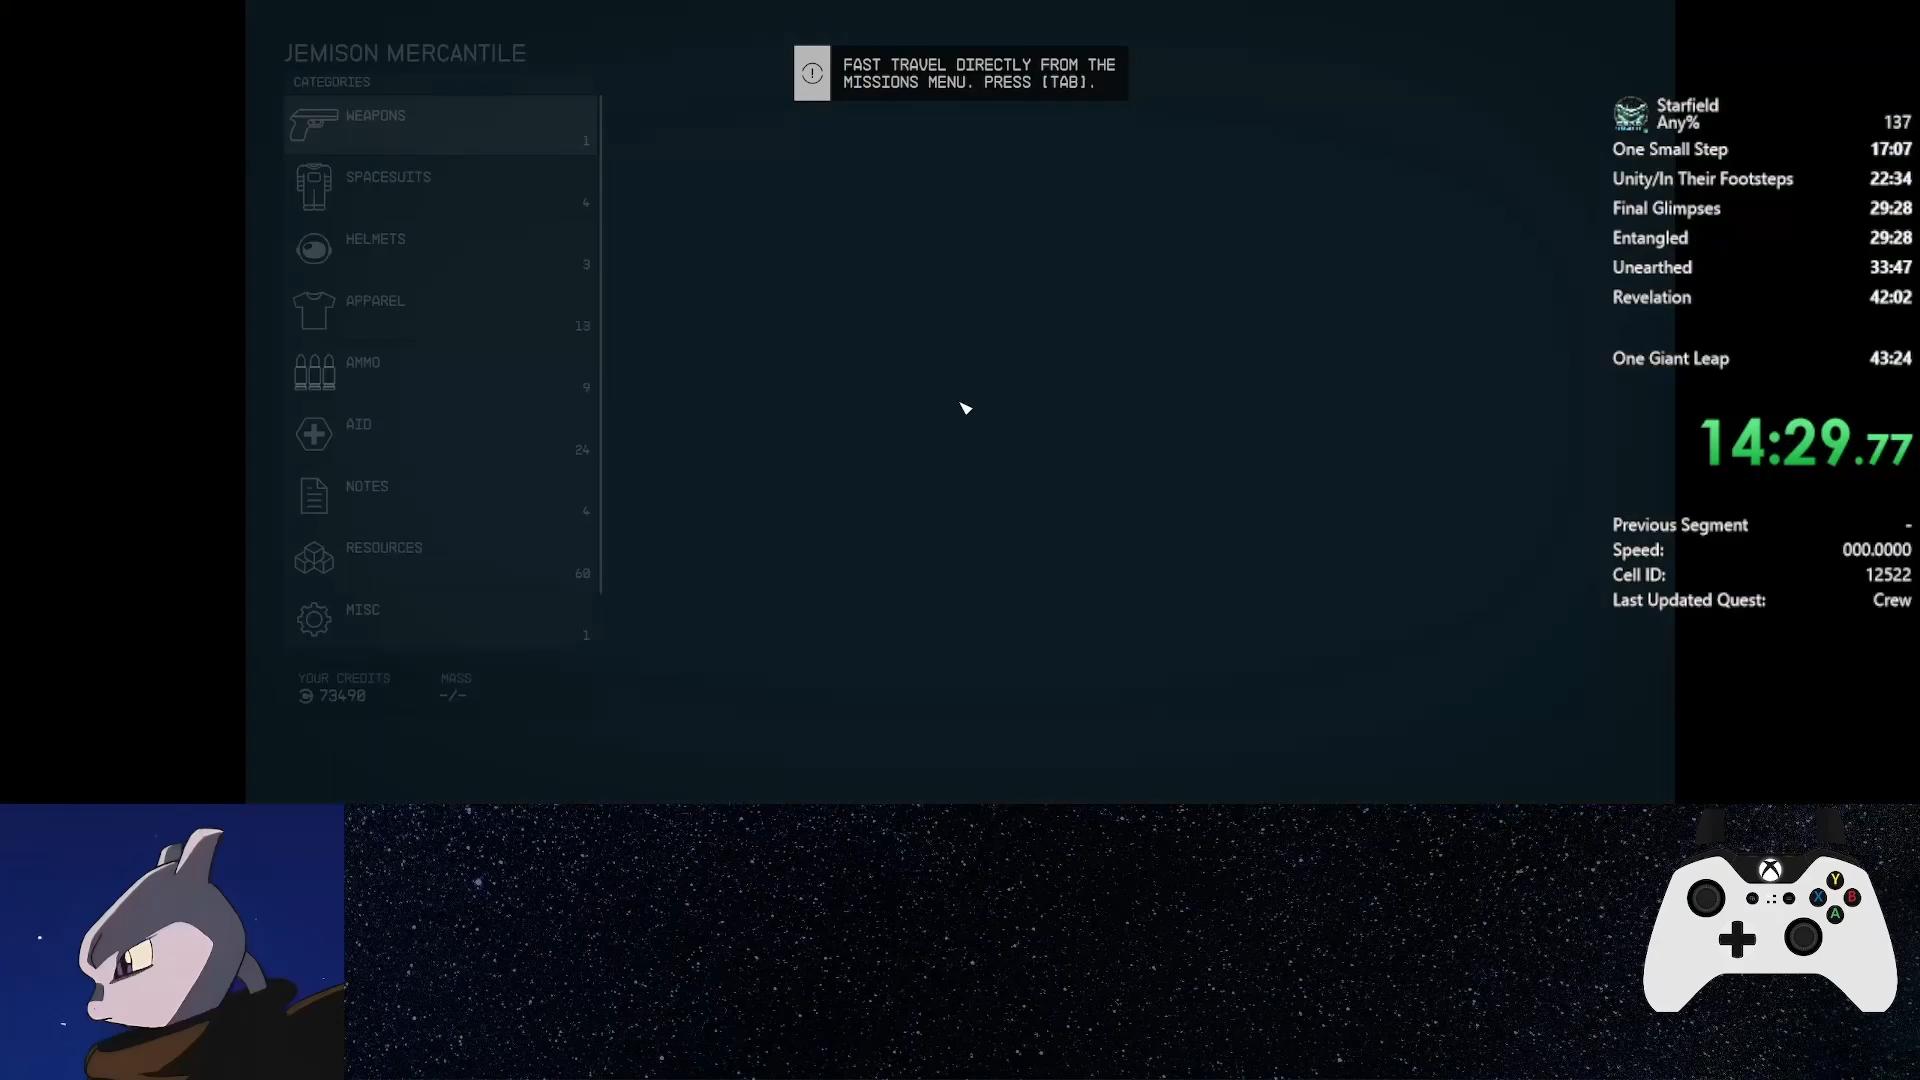 JEMISON MERCANTILE
CATEGORIES
WEAPONS
1
SPACESUITS
4
HELMETS
3
APPAREL
13
AMMO
9
AID
24
NOTES
4
RESOURCES
60
MISC
1
YOUR CREDITS MASS
73490 -/-
! FAST TRAVEL DIRECTLY FROM THE
MISSIONS MENU. PRESS [TAB].
Starfield
Any% 137
One Small Step 17:07
Unity/In Their Footsteps 22:34
Final Glimpses 29:28
Entangled 29:28
Unearthed 33:47
Revelation 42:02
One Giant Leap 43:24
14:29.77
Previous Segment -
Speed: 000.0000
Cell ID: 12522
Last Updated Quest: Crew
Y
X B
A